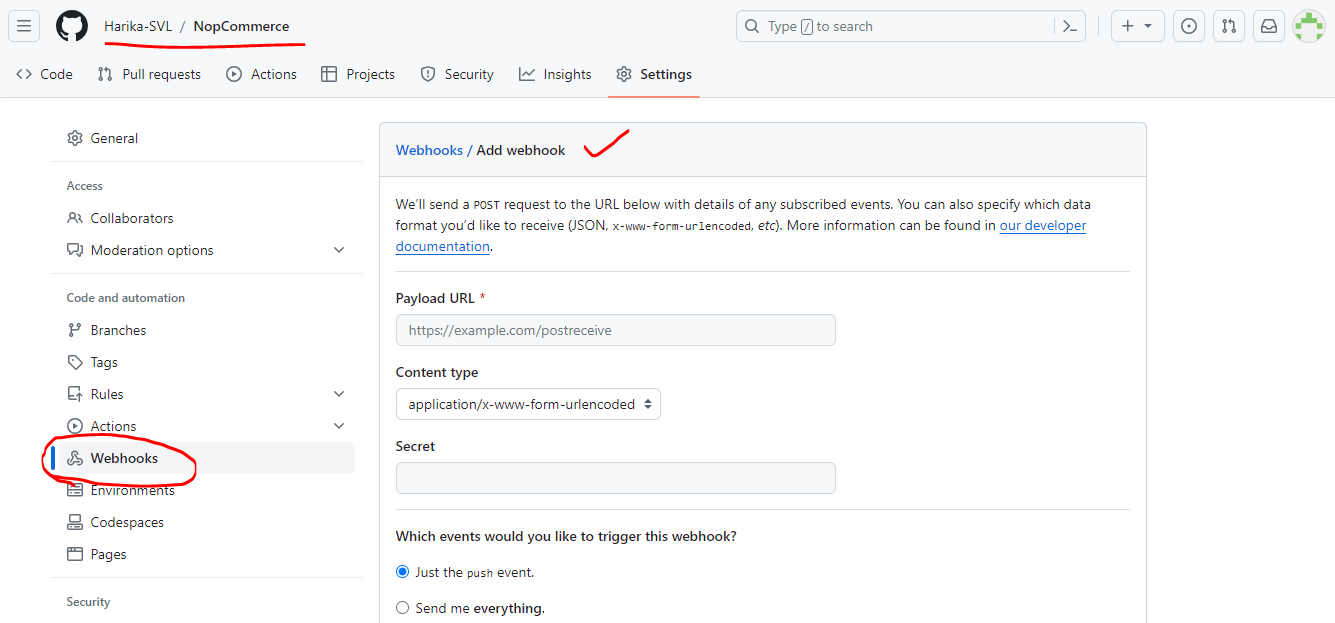 Harika-SVL / NopCommerce
Type / to search
Code Pull requests Actions Projects Security Insights Settings
General
Access
Collaborators
Moderation options
Code and automation
Branches
Tags
Rules
Actions
Webhooks
Environments
Codespaces
Pages
Security
Webhooks / Add webhook
We'll send a POST request to the URL below with details of any subscribed events. You can also specify which data
format you'd like to receive (JSON, x-www-form-urlencoded, etc). More information can be found in our developer
documentation.
Payload URL *
https://example.com/postreceive
Content type
application/x-www-form-urlencoded
Secret
Which events would you like to trigger this webhook?
Just the push event.
Send me everything.